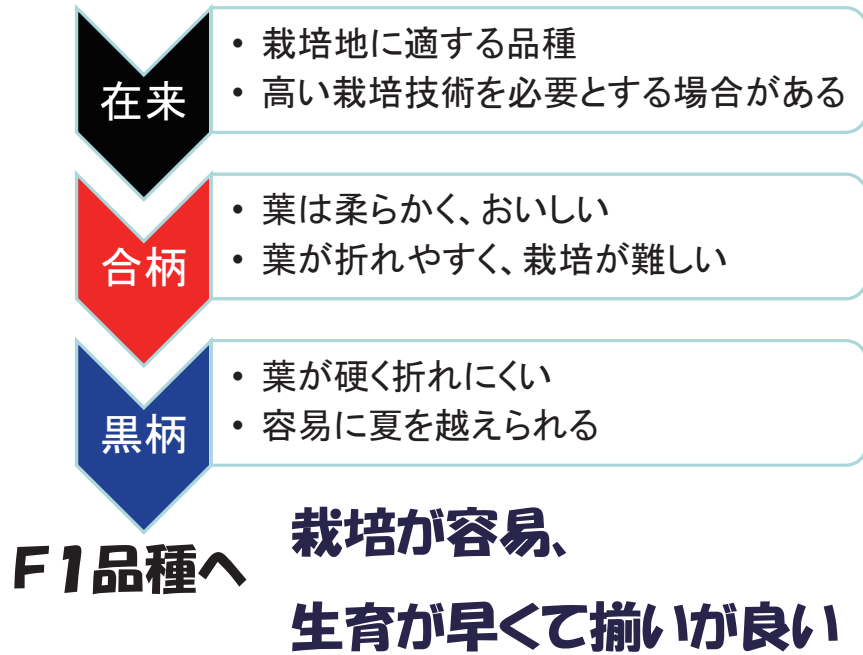 在来
• 栽培地に適する品種
• 高い栽培技術を必要とする場合がある
合柄
• 葉は柔らかく、おいしい
• 葉が折れやすく、栽培が難しい
黒柄
• 葉が硬く折れにくい
• 容易に夏を越えられる
F1品種へ
栽培が容易、
生育が早くて揃いが良い